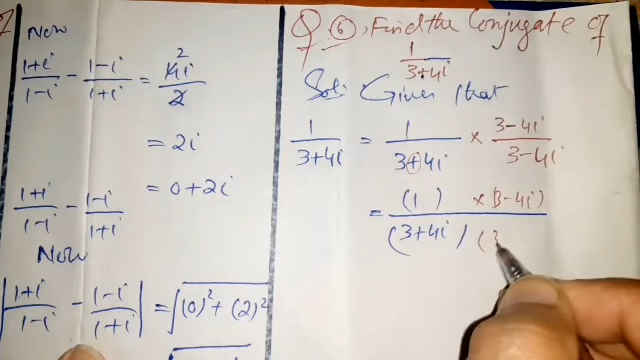 Now
1+i/1-i - 1-i/1+i = 4i/2 2
= 2i
1+i/1-i - 1-i/1+i = 0+2i
Now
|1+i/1-i - 1-i/1+i| = √(0)² + (2)²
Q.6. Find the Conjugate of
1/3+4i
Sol: Given that
1/3+4i = 1/3+4i × 3-4i/3-4i
= (1) × (3-4i)/(3+4i) (3